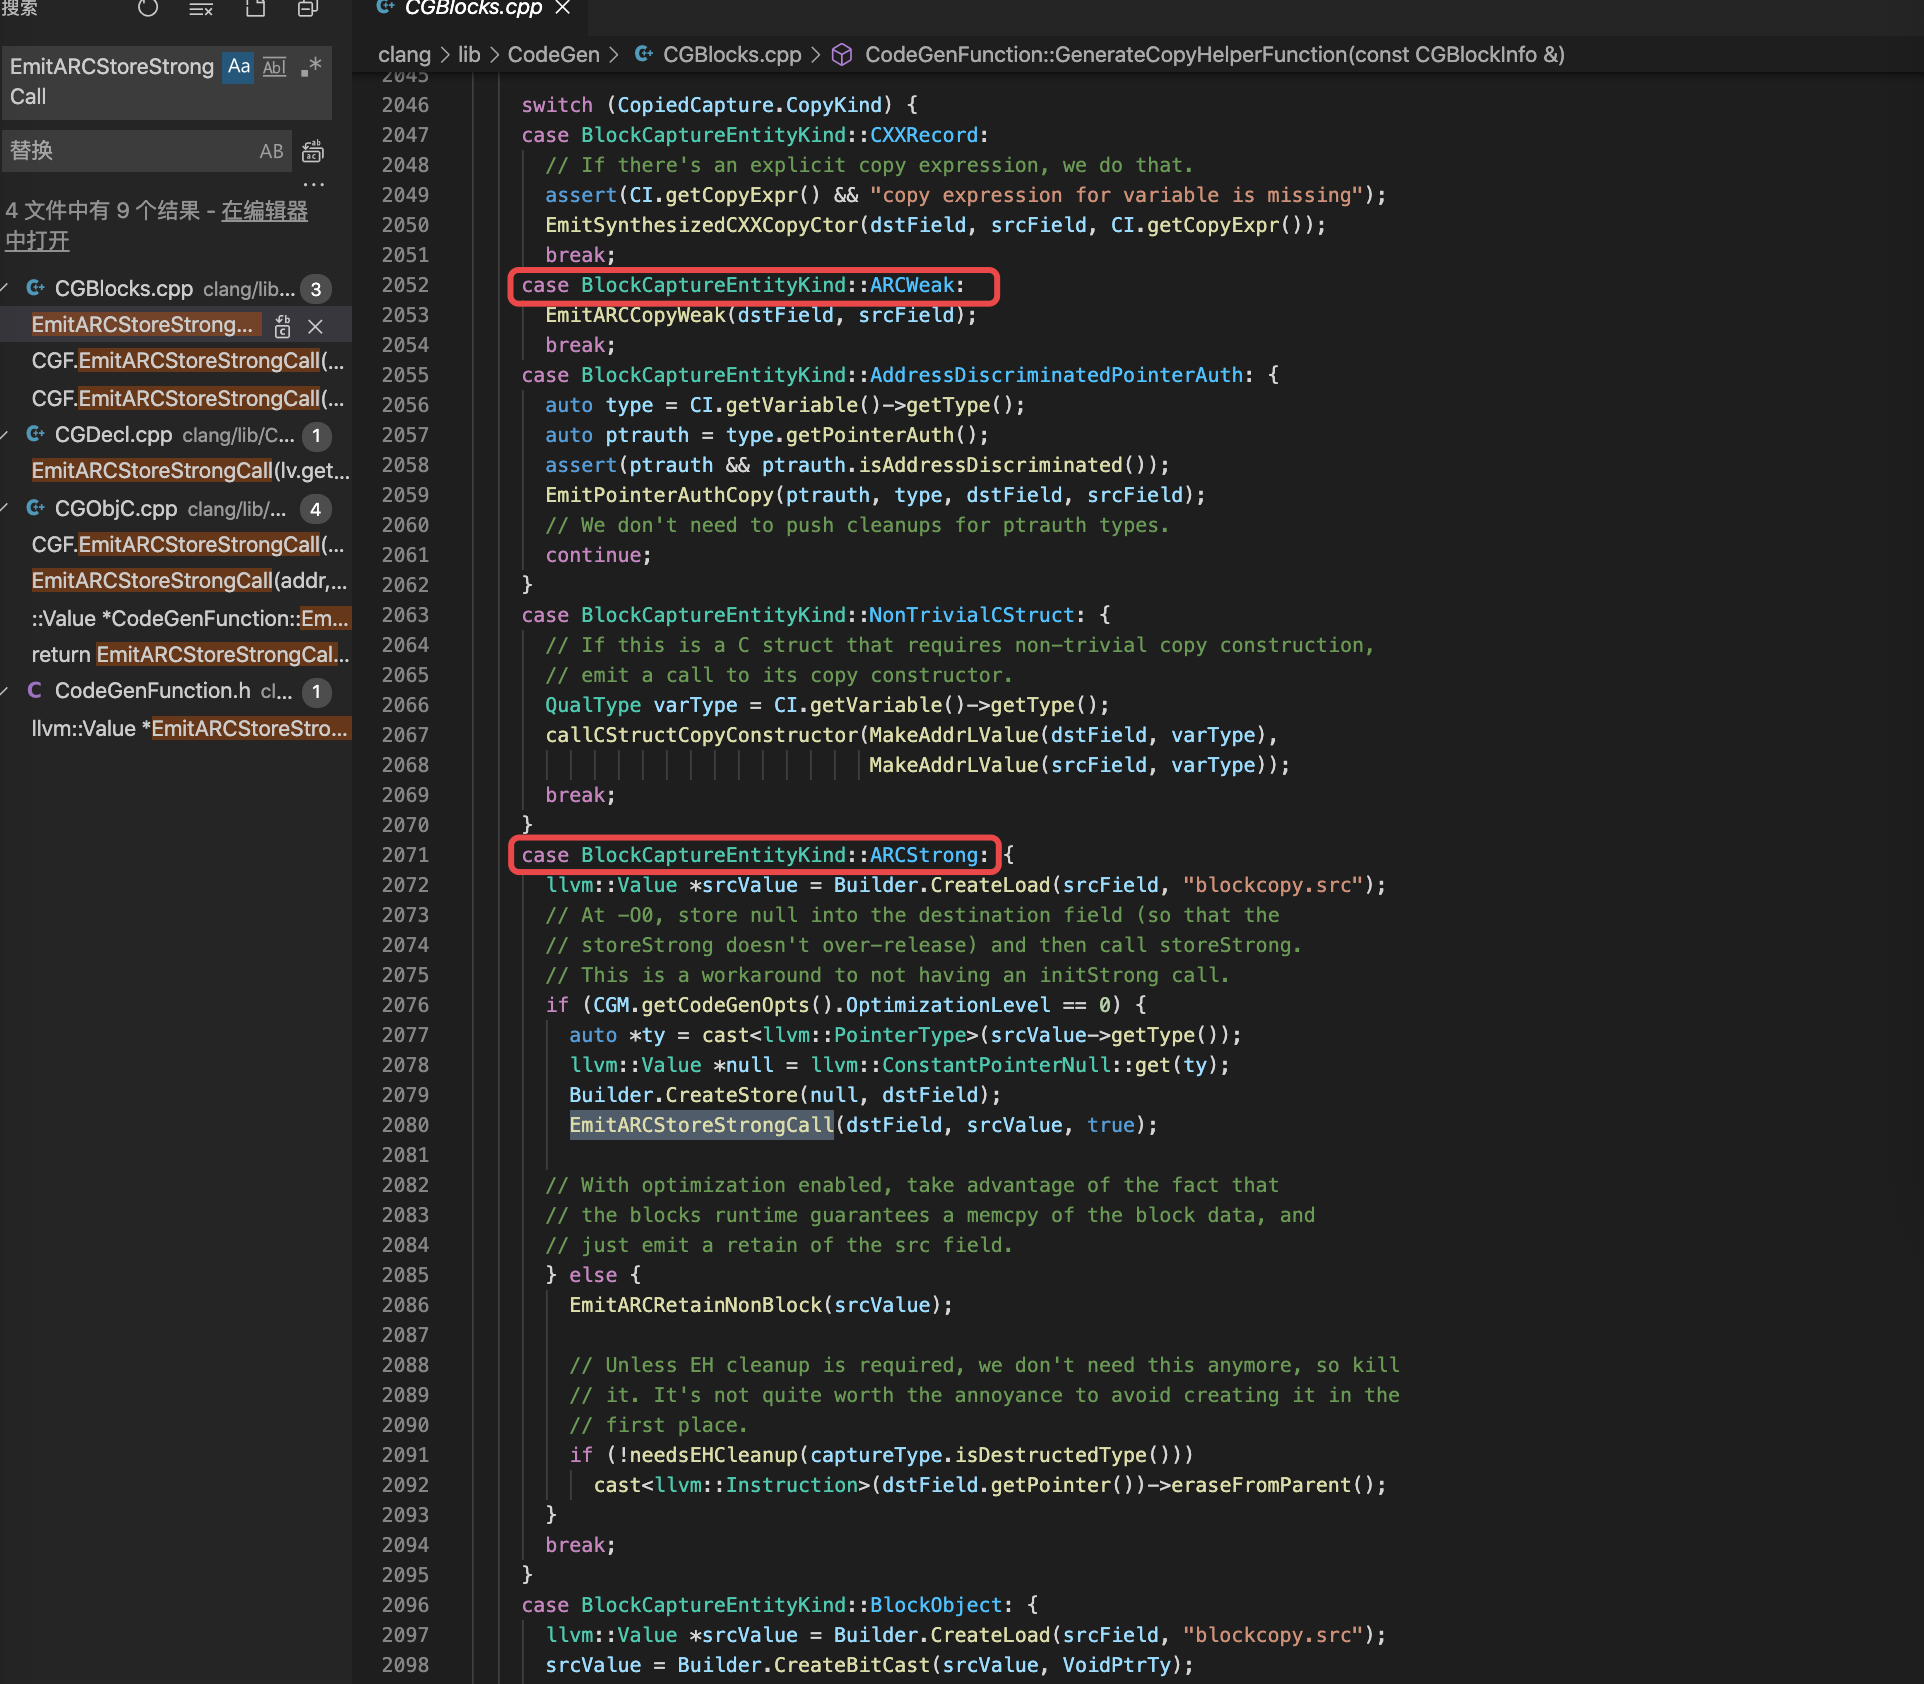 搜索
EmitARCStoreStrong
Call
Aa
Abl
.*
替换
AB
...
4 文件中有 9 个结果 - 在编辑器
中打开
CGBlocks.cpp clang/lib... 3
EmitARCStoreStrong...
CGF.EmitARCStoreStrongCall(...
CGF.EmitARCStoreStrongCall(...
CGDecl.cpp clang/lib/C... 1
EmitARCStoreStrongCall(lv.get...
CGObjC.cpp clang/lib/... 4
CGF.EmitARCStoreStrongCall(...
EmitARCStoreStrongCall(addr,...
::Value *CodeGenFunction::Em...
return EmitARCStoreStrongCal...
CodeGenFunction.h cl... 1
llvm::Value *EmitARCStoreStro...
CGBlocks.cpp
clang > lib > CodeGen > CGBlocks.cpp > CodeGenFunction::GenerateCopyHelperFunction(const CGBlockInfo &)
2045
2046 switch (CopiedCapture.CopyKind) {
2047 case BlockCaptureEntityKind::CXXRecord:
2048 // If there's an explicit copy expression, we do that.
2049 assert(CI.getCopyExpr() && "copy expression for variable is missing");
2050 EmitSynthesizedCXXCopyCtor(dstField, srcField, CI.getCopyExpr());
2051 break;
2052 case BlockCaptureEntityKind::ARCWeak:
2053 EmitARCCopyWeak(dstField, srcField);
2054 break;
2055 case BlockCaptureEntityKind::AddressDiscriminatedPointerAuth: {
2056 auto type = CI.getVariable()->getType();
2057 auto ptrauth = type.getPointerAuth();
2058 assert(ptrauth && ptrauth.isAddressDiscriminated());
2059 EmitPointerAuthCopy(ptrauth, type, dstField, srcField);
2060 // We don't need to push cleanups for ptrauth types.
2061 continue;
2062 }
2063 case BlockCaptureEntityKind::NonTrivialCStruct: {
2064 // If this is a C struct that requires non-trivial copy construction,
2065 // emit a call to its copy constructor.
2066 QualType varType = CI.getVariable()->getType();
2067 callCStructCopyConstructor(MakeAddrLValue(dstField, varType),
2068 MakeAddrLValue(srcField, varType));
2069 break;
2070 }
2071 case BlockCaptureEntityKind::ARCStrong: {
2072 llvm::Value *srcValue = Builder.CreateLoad(srcField, "blockcopy.src");
2073 // At -O0, store null into the destination field (so that the
2074 // storeStrong doesn't over-release) and then call storeStrong.
2075 // This is a workaround to not having an initStrong call.
2076 if (CGM.getCodeGenOpts().OptimizationLevel == 0) {
2077 auto *ty = cast<llvm::PointerType>(srcValue->getType());
2078 llvm::Value *null = llvm::ConstantPointerNull::get(ty);
2079 Builder.CreateStore(null, dstField);
2080 EmitARCStoreStrongCall(dstField, srcValue, true);
2081
2082 // With optimization enabled, take advantage of the fact that
2083 // the blocks runtime guarantees a memcpy of the block data, and
2084 // just emit a retain of the src field.
2085 } else {
2086 EmitARCRetainNonBlock(srcValue);
2087
2088 // Unless EH cleanup is required, we don't need this anymore, so kill
2089 // it. It's not quite worth the annoyance to avoid creating it in the
2090 // first place.
2091 if (!needsEHCleanup(captureType.isDestructedType()))
2092 cast<llvm::Instruction>(dstField.getPointer())->eraseFromParent();
2093 }
2094 break;
2095 }
2096 case BlockCaptureEntityKind::BlockObject: {
2097 llvm::Value *srcValue = Builder.CreateLoad(srcField, "blockcopy.src");
2098 srcValue = Builder.CreateBitCast(srcValue, VoidPtrTy);